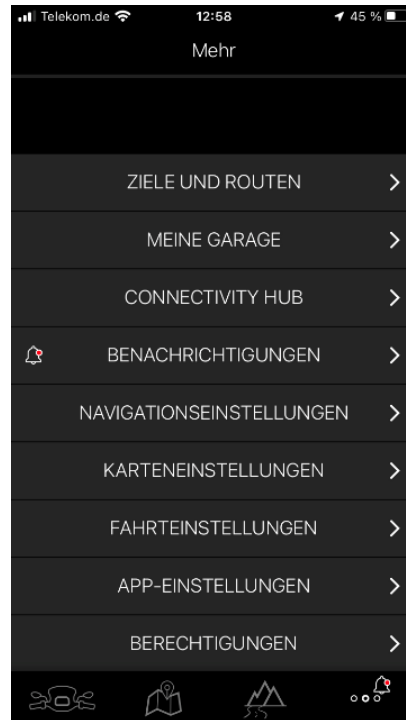 Telekom.de 12:58 45 %
Mehr
ZIELE UND ROUTEN
MEINE GARAGE
CONNECTIVITY HUB
BENACHRICHTIGUNGEN
NAVIGATIONSEINSTELLUNGEN
KARTENEINSTELLUNGEN
FAHRTEINSTELLUNGEN
APP-EINSTELLUNGEN
BERECHTIGUNGEN